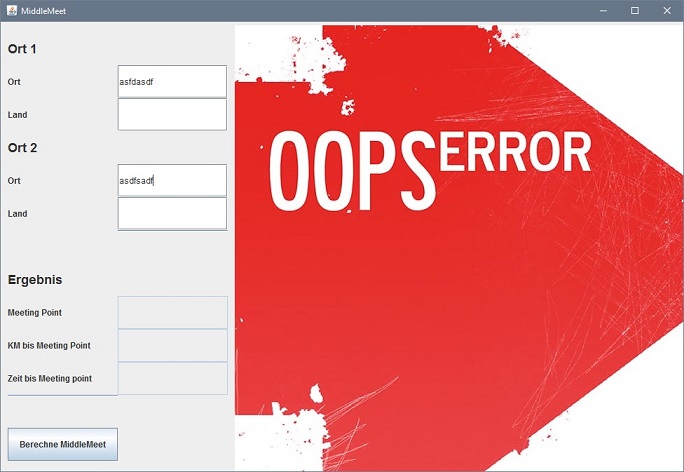 MiddleMeet
Ort 1
Ort asfdasdf
Land
Ort 2
Ort asdfsadf
Land
Ergebnis
Meeting Point
KM bis Meeting Point
Zeit bis Meeting point
Berechne MiddleMeet
OOPS ERROR